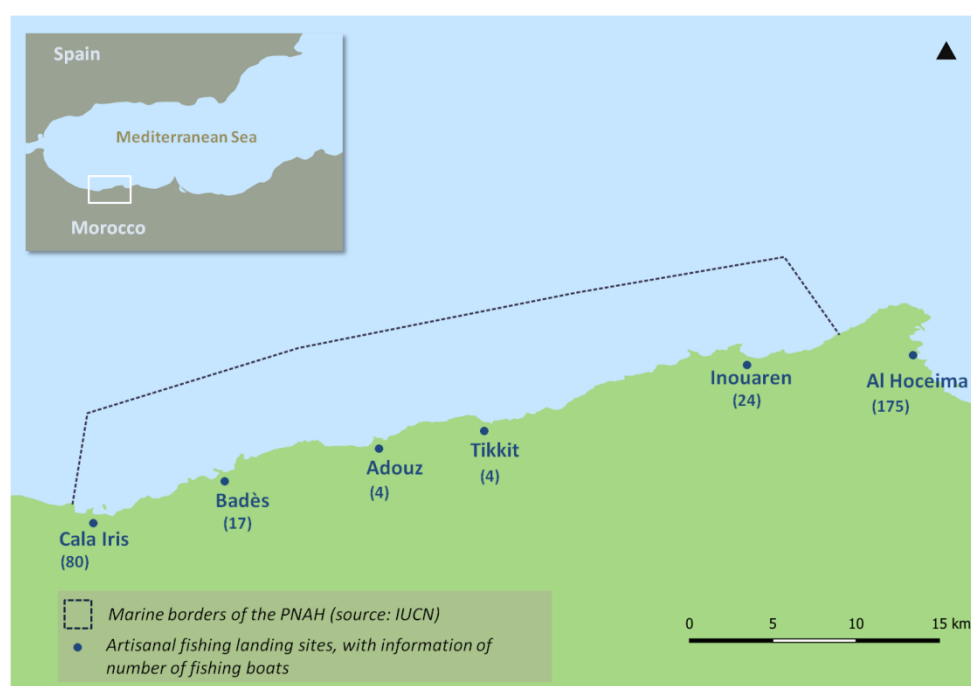 Spain
Mediterranean Sea
Morocco
Inouaren
(24)
Al Hoceima
(175)
Tikkit
(4)
Adouz
(4)
Badès
(17)
Cala Iris
(80)
Marine borders of the PNAH (source: IUCN)
Artisanal fishing landing sites, with information of
number of fishing boats
0 5 10 15 km